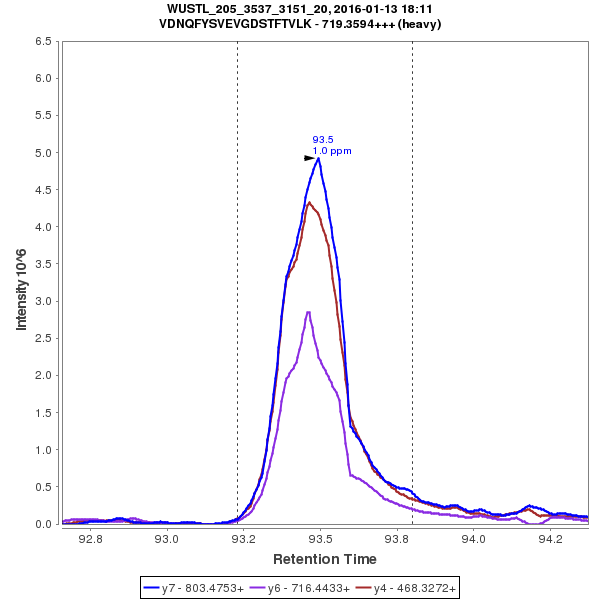 WUSTL_205_3537_3151_20, 2016-01-13 18:11
VDNQFYSVEVGDSTFTVLK - 719.3594+++ (heavy)
6.5
6.0
5.5
5.0
4.5
4.0
3.5
3.0
2.5
2.0
1.5
1.0
0.5
0.0
Intensity 10^6
93.5
1.0 ppm
92.8
93.0
93.2
93.5
93.8
94.0
94.2
Retention Time
y7 - 803.4753+
y6 - 716.4433+
y4 - 468.3272+